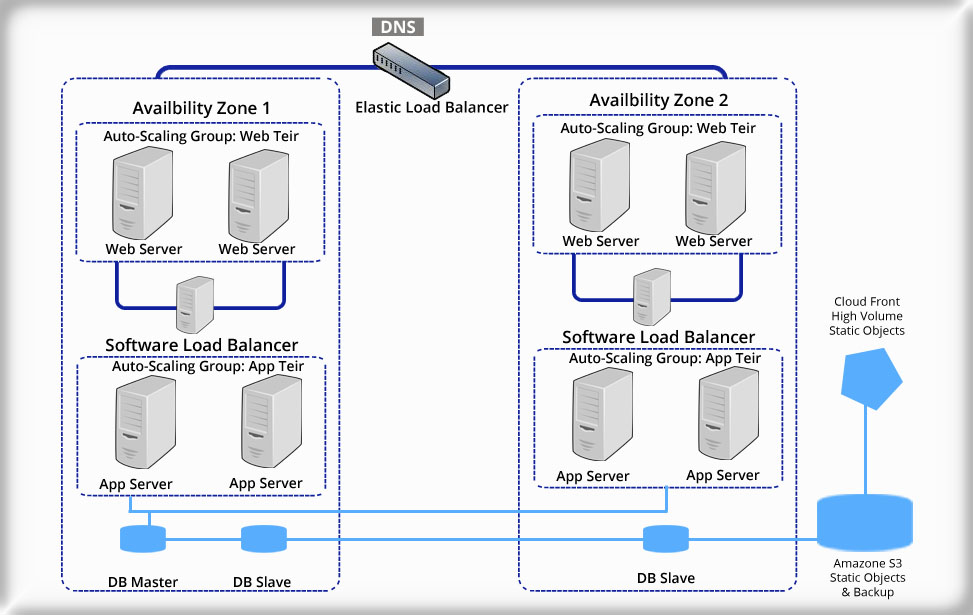 DNS
Elastic Load Balancer
Availbility Zone 1
Auto-Scaling Group: Web Teir
Web Server
Web Server
Software Load Balancer
Auto-Scaling Group: App Teir
App Server
App Server
DB Master
DB Slave
Availbility Zone 2
Auto-Scaling Group: Web Teir
Web Server
Web Server
Software Load Balancer
Auto-Scaling Group: App Teir
App Server
App Server
DB Slave
Cloud Front
High Volume
Static Objects
Amazone S3
Static Objects
& Backup